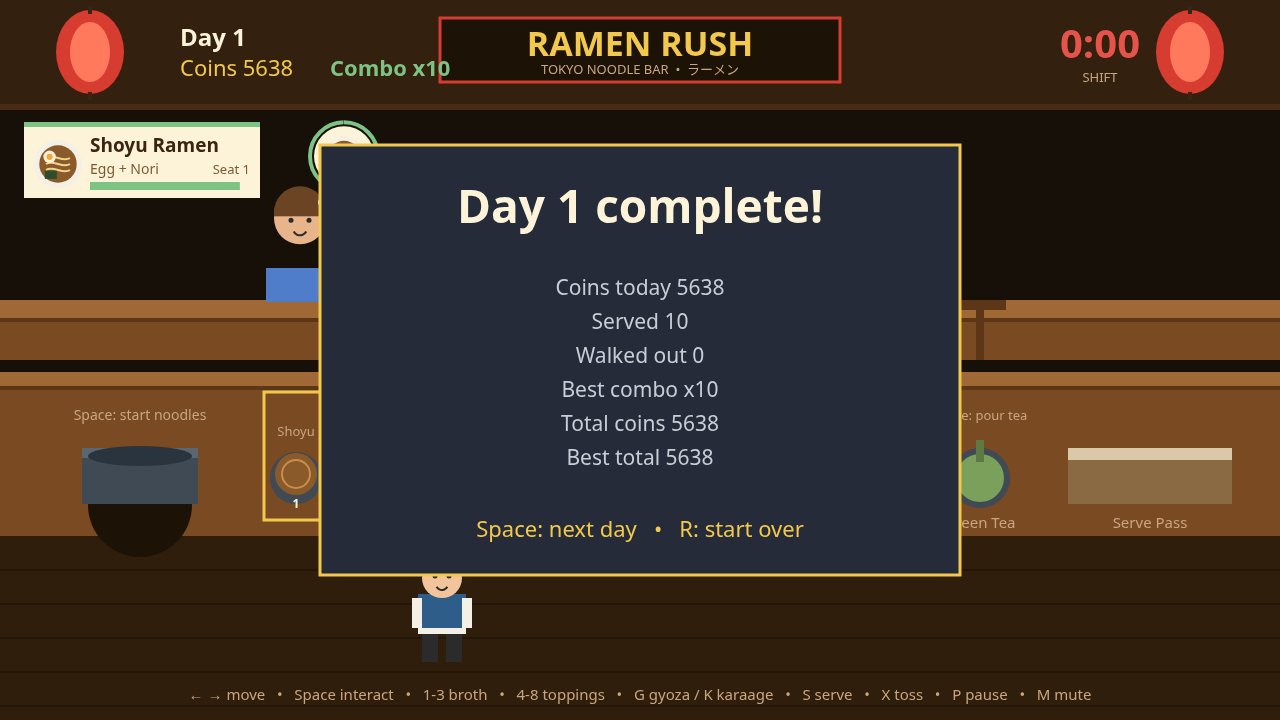 Day 1
Coins 5638 Combo x10
RAMEN RUSH
TOKYO NOODLE BAR • ラーメン
0:00
SHIFT
Shoyu Ramen
Egg + Nori Seat 1
Day 1 complete!
Coins today 5638
Served 10
Walked out 0
Best combo x10
Total coins 5638
Best total 5638
Space: next day • R: start over
Space: start noodles
Shoyu
1
e: pour tea
een Tea
Serve Pass
← → move • Space interact • 1-3 broth • 4-8 toppings • G gyoza / K karaage • S serve • X toss • P pause • M mute